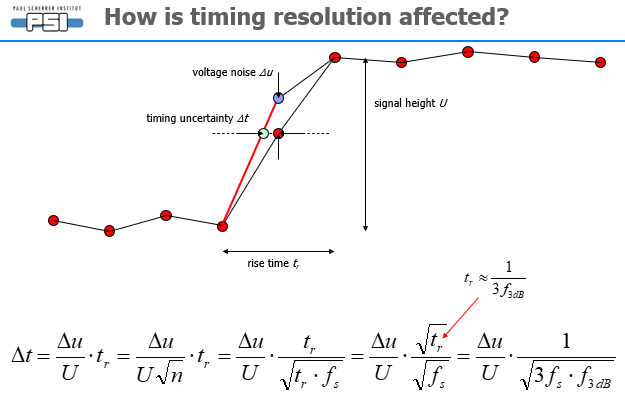 PAUL SCHERRER INSTITUT
PSI
How is timing resolution affected?
voltage noise Δu
timing uncertainty Δt
signal height U
rise time t_r
t_r ≈ 1 / (3 f_3dB)
Δt = Δu/U · t_r = Δu/(U√n) · t_r = Δu/U · t_r/√(t_r · f_s) = Δu/U · √t_r/√f_s = Δu/U · 1/√(3f_s · f_3dB)